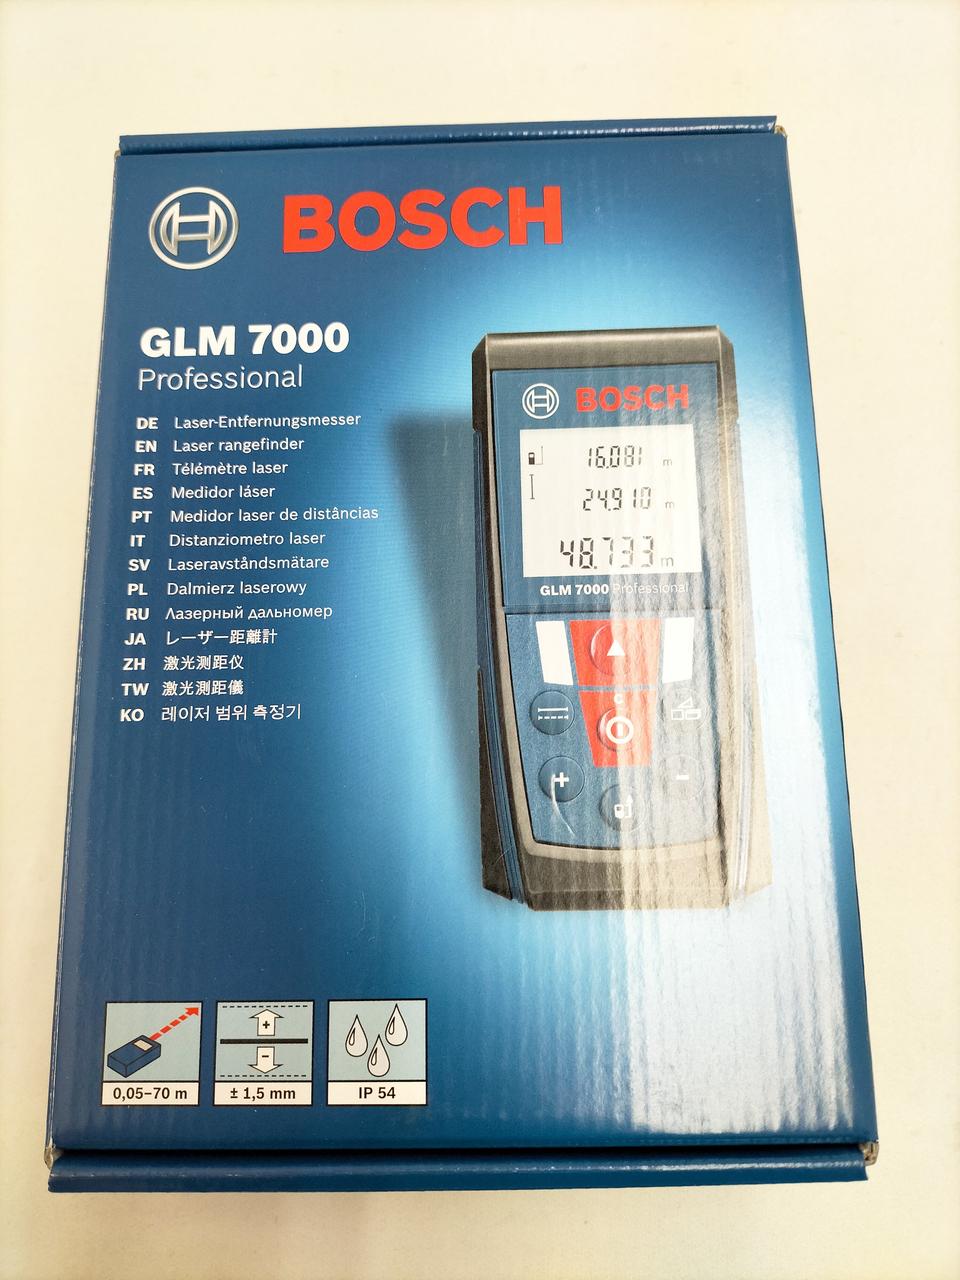 BOSCH
GLM 7000
Professional
DE Laser-Entfernungsmesser
EN Laser rangefinder
FR Télémètre laser
ES Medidor láser
PT Medidor laser de distâncias
IT Distanziometro laser
SV Laseravståndsmätare
PL Dalmierz laserowy
RU Лазерный дальномер
JA レーザー距離計
ZH 激光测距仪
TW 激光測距儀
KO 레이저 범위 측정기
BOSCH
16.081 m
24.910 m
48.733 m
GLM 7000 Professional
+
-
+
-
0,05–70 m
± 1,5 mm
IP 54